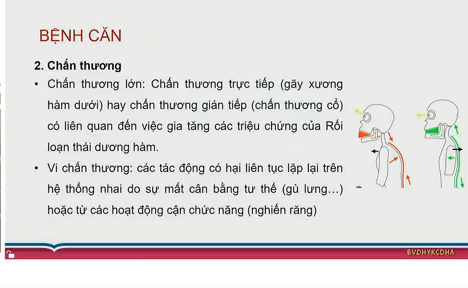 BỆNH CĂN
2. Chấn thương
• Chấn thương lớn: Chấn thương trực tiếp (gãy xương
hàm dưới) hay chấn thương gián tiếp (chấn thương cổ)
có liên quan đến việc gia tăng các triệu chứng của Rối
loạn thái dương hàm.
• Vi chấn thương: các tác động có hại liên tục lặp lại trên
hệ thống nhai do sự mất cân bằng tư thế (gù lưng...)
hoặc từ các hoạt động cận chức năng (nghiến răng)
BVDHYKCDHA